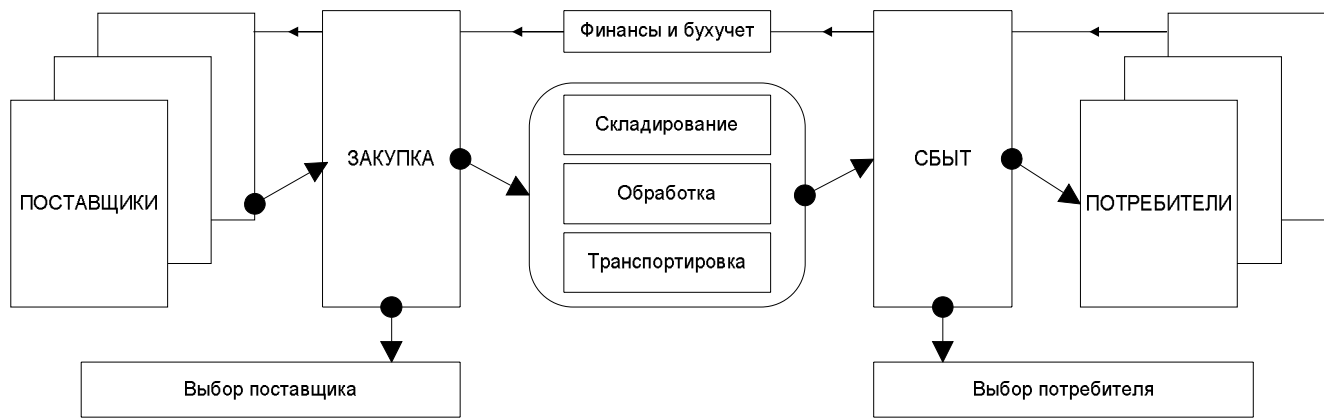 Финансы и бухучет
Складирование
ЗАКУПКА
СБЫТ
ПОСТАВЩИКИ
Обработка
ПОТРЕБИТЕЛИ
Транспортировка
Выбор поставщика
Выбор потребителя